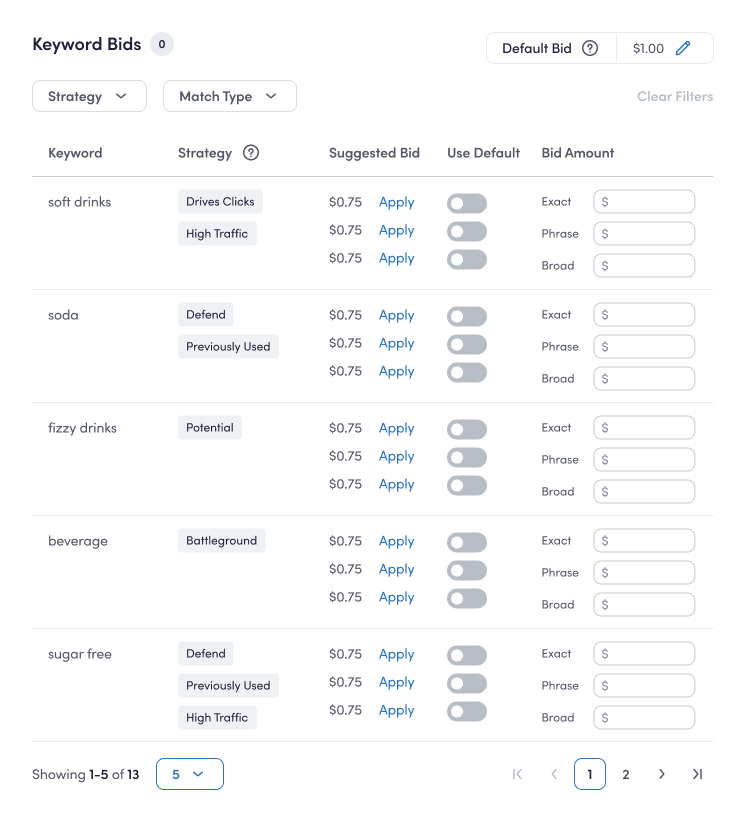 Keyword Bids 0
Default Bid ? $1.00
Strategy Match Type Clear Filters
Keyword Strategy ? Suggested Bid Use Default Bid Amount
soft drinks Drives Clicks $0.75 Apply Exact $
High Traffic $0.75 Apply Phrase $
$0.75 Apply Broad $
soda Defend $0.75 Apply Exact $
Previously Used $0.75 Apply Phrase $
$0.75 Apply Broad $
fizzy drinks Potential $0.75 Apply Exact $
$0.75 Apply Phrase $
$0.75 Apply Broad $
beverage Battleground $0.75 Apply Exact $
$0.75 Apply Phrase $
$0.75 Apply Broad $
sugar free Defend $0.75 Apply Exact $
Previously Used $0.75 Apply Phrase $
High Traffic $0.75 Apply Broad $
Showing 1-5 of 13 5 1 2